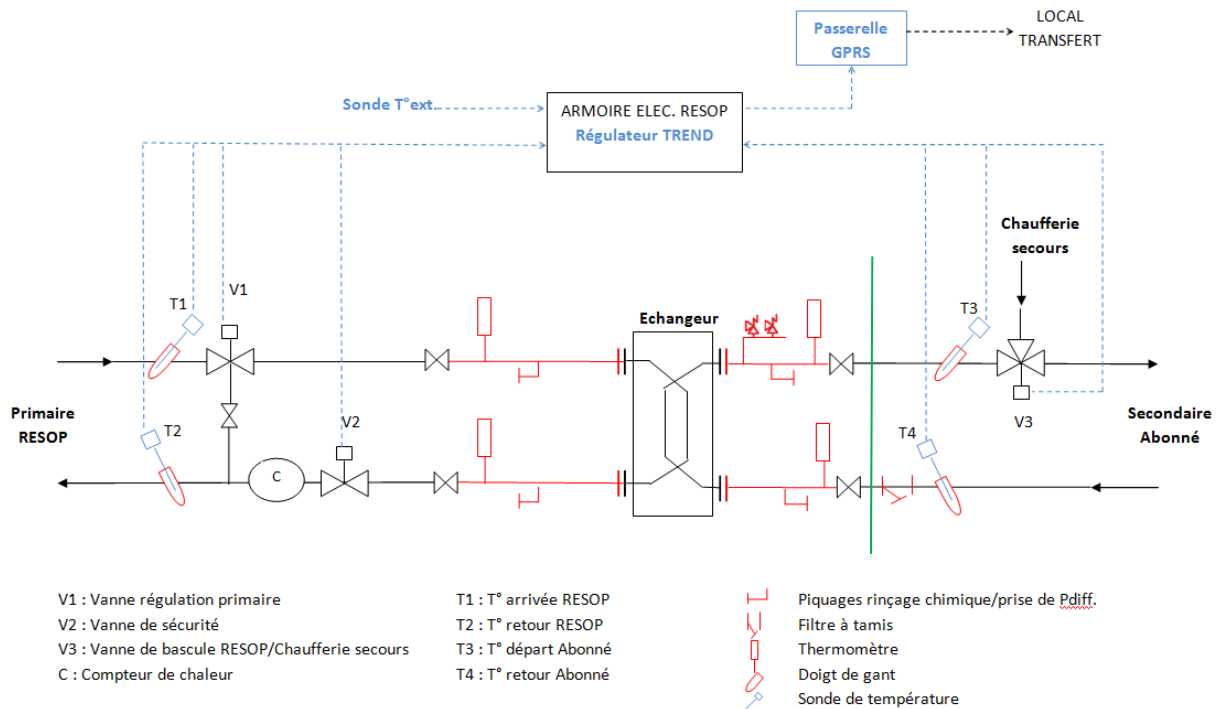 LOCAL
TRANSFERT
Passerelle
GPRS
Sonde T°ext.
ARMOIRE ELEC. RESOP
Régulateur TREND
Chaufferie
secours
T1
V1
Echangeur
T3
Primaire
RESOP
T2
V2
T4
V3
Secondaire
Abonné
C
V1 : Vanne régulation primaire
V2 : Vanne de sécurité
V3 : Vanne de bascule RESOP/Chaufferie secours
C : Compteur de chaleur
T1 : T° arrivée RESOP
T2 : T° retour RESOP
T3 : T° départ Abonné
T4 : T° retour Abonné
Piquages rinçage chimique/prise de Pdiff.
Filtre à tamis
Thermomètre
Doigt de gant
Sonde de température